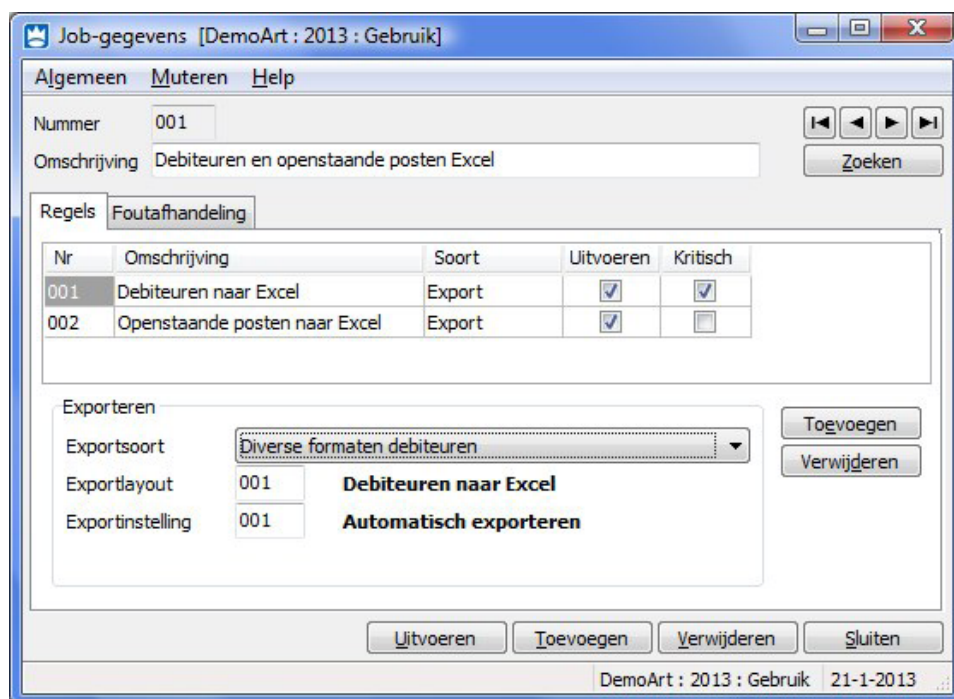 Job-gegevens [DemoArt : 2013 : Gebruik]
Algemeen Muteren Help
Nummer 001
Omschrijving Debiteuren en openstaande posten Excel
Zoeken
Regels Foutafhandeling
Nr Omschrijving Soort Uitvoeren Kritisch
001 Debiteuren naar Excel Export
002 Openstaande posten naar Excel Export
Exporteren
Exportsoort Diverse formaten debiteuren
Exportlayout 001 Debiteuren naar Excel
Exportinstelling 001 Automatisch exporteren
Toevoegen
Verwijderen
Uitvoeren Toevoegen Verwijderen Sluiten
DemoArt : 2013 : Gebruik 21-1-2013